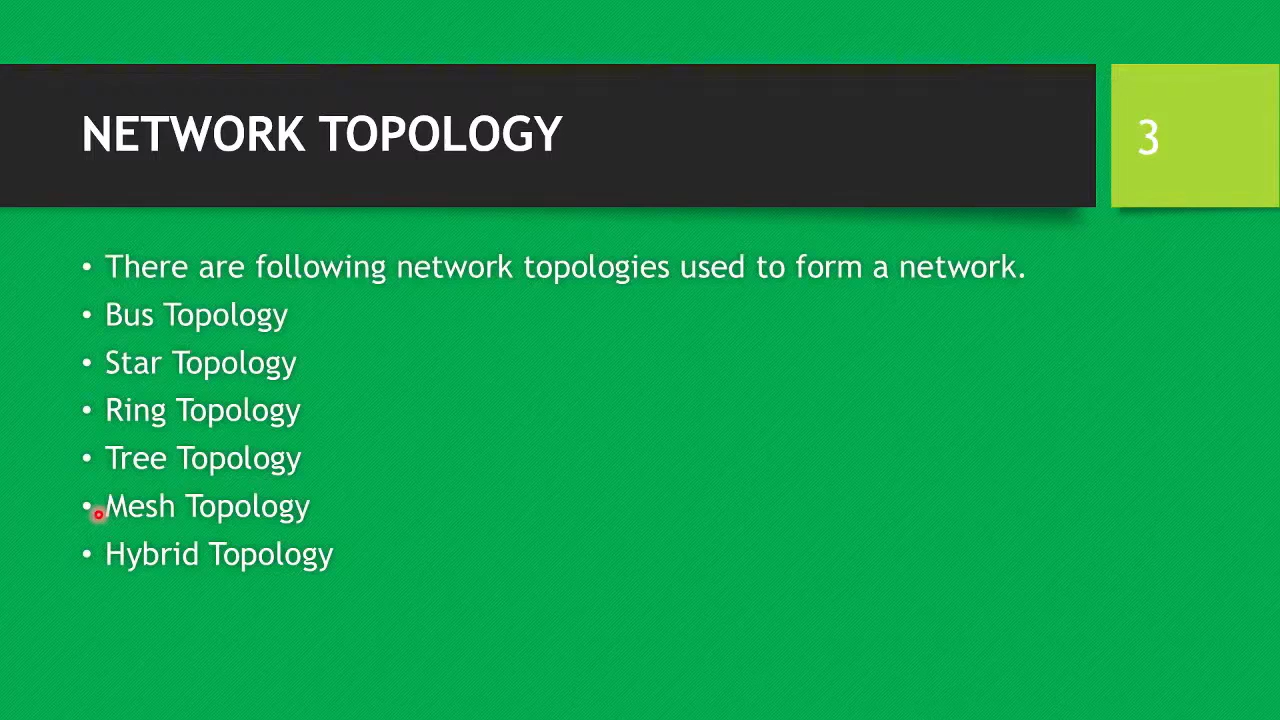 NETWORK TOPOLOGY
3
• There are following network topologies used to form a network.
• Bus Topology
• Star Topology
• Ring Topology
• Tree Topology
• Mesh Topology
• Hybrid Topology